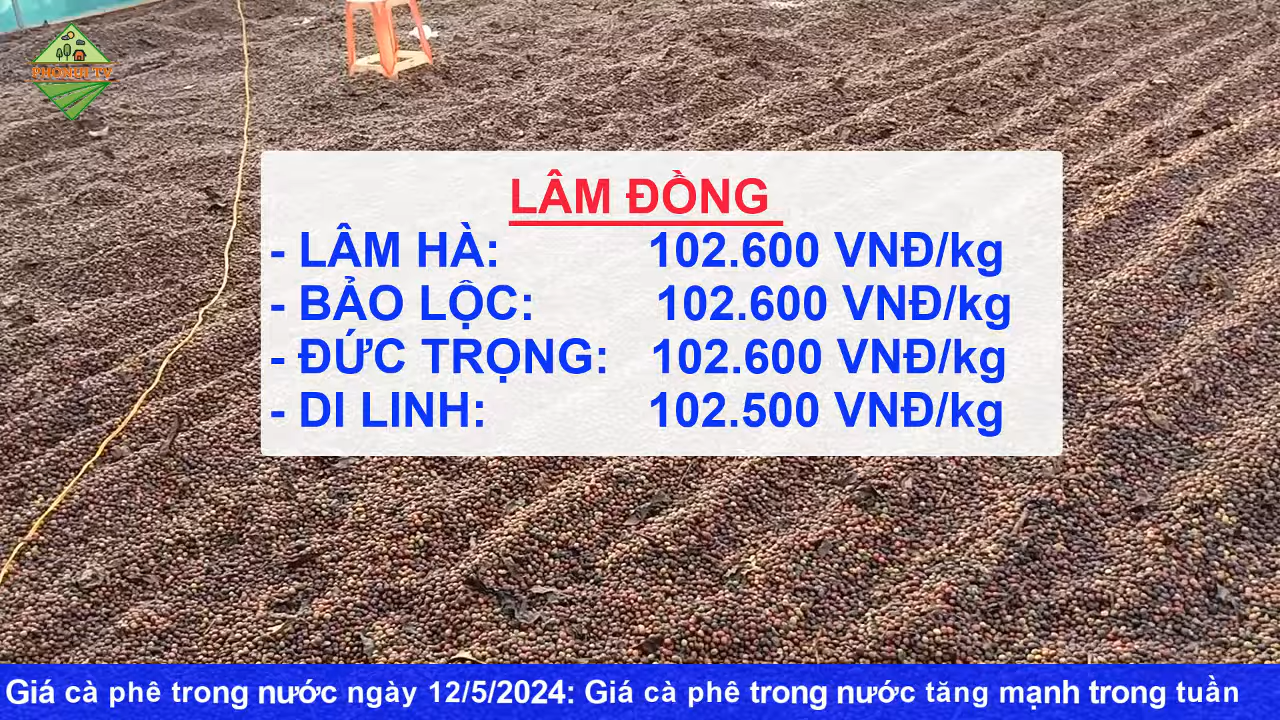 LÂM ĐỒNG
- LÂM HÀ: 102.600 VNĐ/kg
- BẢO LỘC: 102.600 VNĐ/kg
- ĐỨC TRỌNG: 102.600 VNĐ/kg
- DI LINH: 102.500 VNĐ/kg
Giá cà phê trong nước ngày 12/5/2024: Giá cà phê trong nước tăng mạnh trong tuần